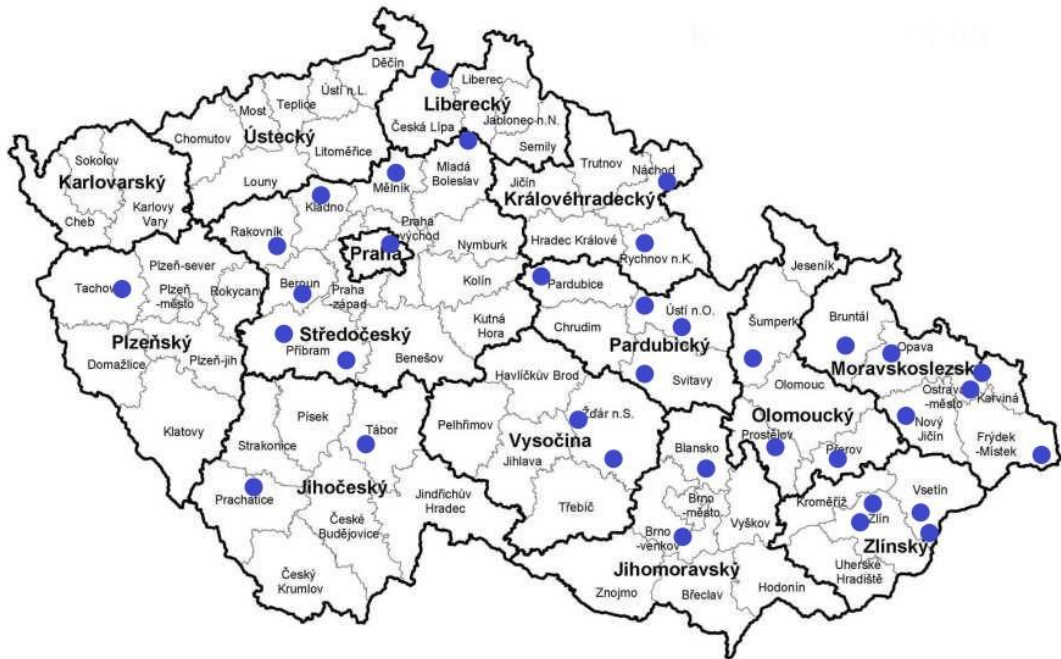 Děčín
Liberec
Ústí n.L.
Teplice
Most
Liberecký
Jablonec n.N.
Chomutov
Ústecký
Česká Lípa
Litoměřice
Semily
Sokolov
Karlovarský
Louny
Mělník
Mladá
Boleslav
Trutnov
Náchod
Jičín
Královéhradecký
Karlovy
Vary
Cheb
Kladno
Rakovník
Praha
-východ
Praha
Nymburk
Hradec Králové
Rychnov n.K.
Jeseník
Plzeň-sever
Tachov
Plzeň
-město
Rokycany
Beroun
Praha
-západ
Kolín
Pardubice
Ústí n.O.
Bruntál
Šumperk
Plzeňský
Středočeský
Kutná
Hora
Chrudim
Pardubický
Opava
Moravskoslezsk
Domažlice
Plzeň-jih
Příbram
Benešov
Havlíčkův Brod
Svitavy
Olomouc
Ostrava
-město
Karviná
Klatovy
Písek
Strakonice
Tábor
Pelhřimov
Žďár n.S.
Vysočina
Jihlava
Blansko
Olomoucký
Prostějov
Přerov
Nový
Jičín
Frýdek
-Místek
Prachatice
Jihočeský
Jindřichův
Hradec
Třebíč
Brno
-město
Vyškov
Kroměříž
Vsetín
Zlín
České
Budějovice
Brno
-venkov
Zlínský
Český
Krumlov
Jihomoravský
Uherské
Hradiště
Znojmo
Břeclav
Hodonín